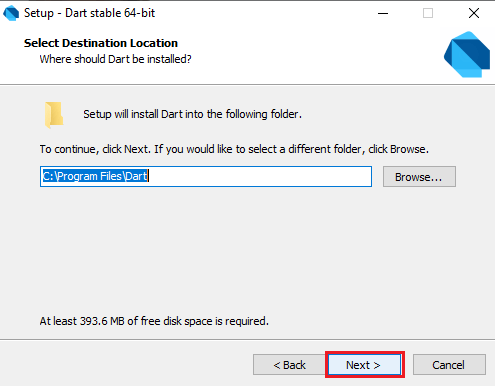 Setup - Dart stable 64-bit
Select Destination Location
Where should Dart be installed?
Setup will install Dart into the following folder.
To continue, click Next. If you would like to select a different folder, click Browse.
C:\Program Files\Dart
Browse...
At least 393.6 MB of free disk space is required.
< Back
Next >
Cancel